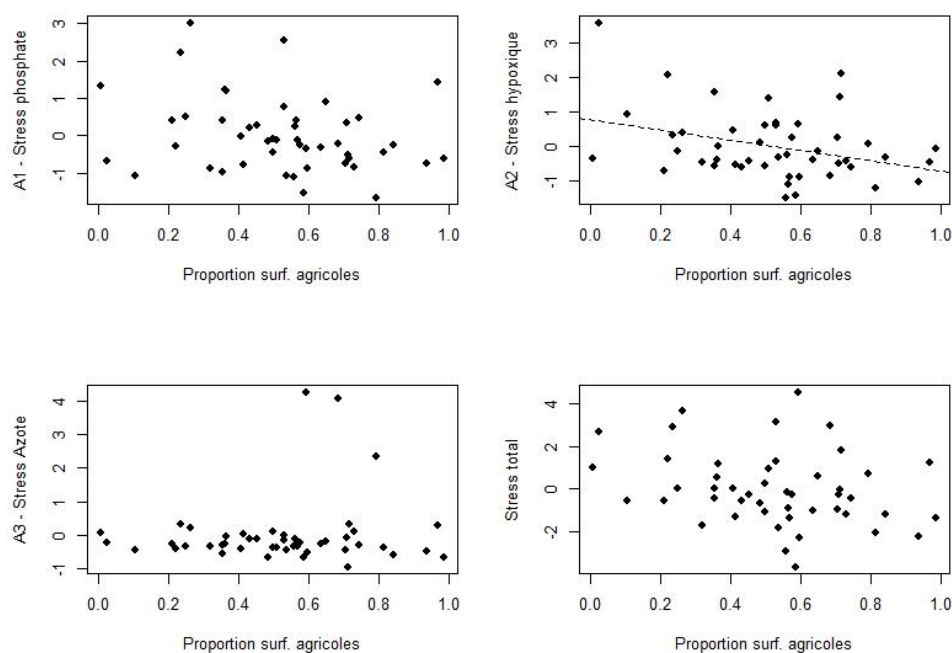 A1 - Stress phosphate
3
2
1
0
-1
0.0 0.2 0.4 0.6 0.8 1.0
Proportion surf. agricoles
A2 - Stress hypoxique
3
2
1
0
-1
0.0 0.2 0.4 0.6 0.8 1.0
Proportion surf. agricoles
A3 - Stress Azote
4
3
2
1
0
-1
0.0 0.2 0.4 0.6 0.8 1.0
Proportion surf. agricoles
Stress total
4
2
0
-2
0.0 0.2 0.4 0.6 0.8 1.0
Proportion surf. agricoles